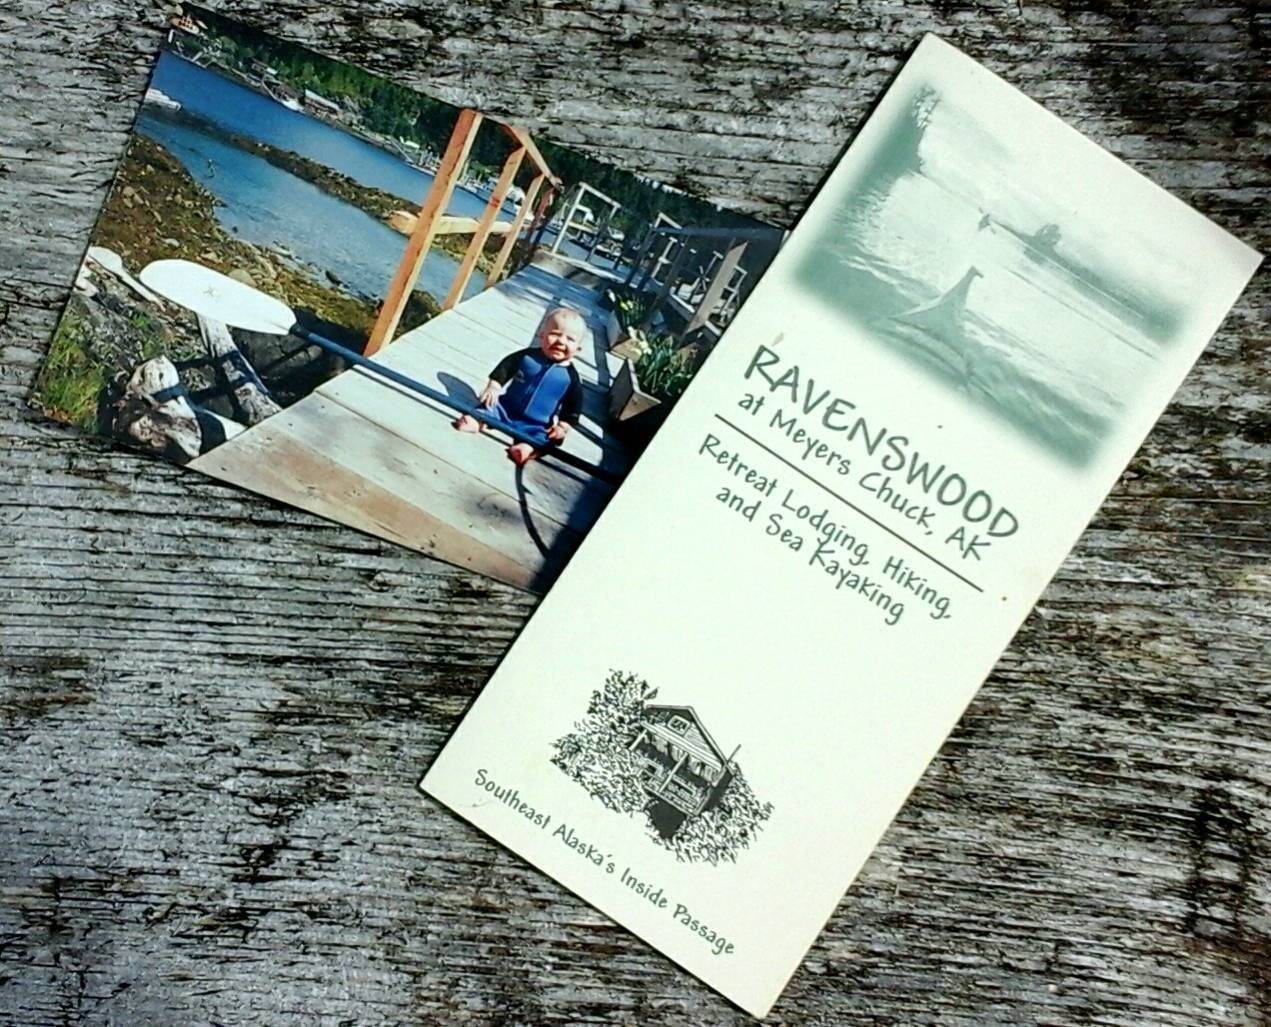 RAVENSWOOD
at Meyers Chuck, AK
Retreat Lodging, Hiking,
and Sea Kayaking
Southeast Alaska's Inside Passage